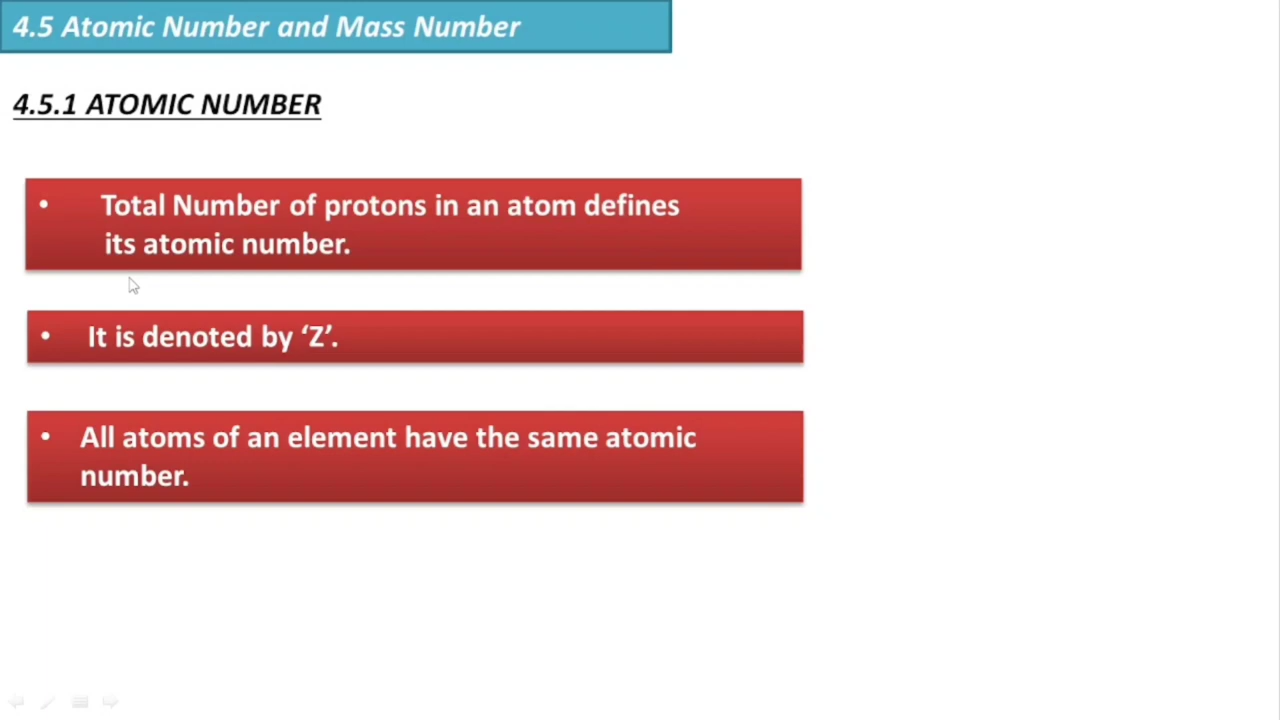 4.5 Atomic Number and Mass Number
4.5.1 ATOMIC NUMBER
• Total Number of protons in an atom defines
its atomic number.
• It is denoted by ‘Z’.
• All atoms of an element have the same atomic
number.